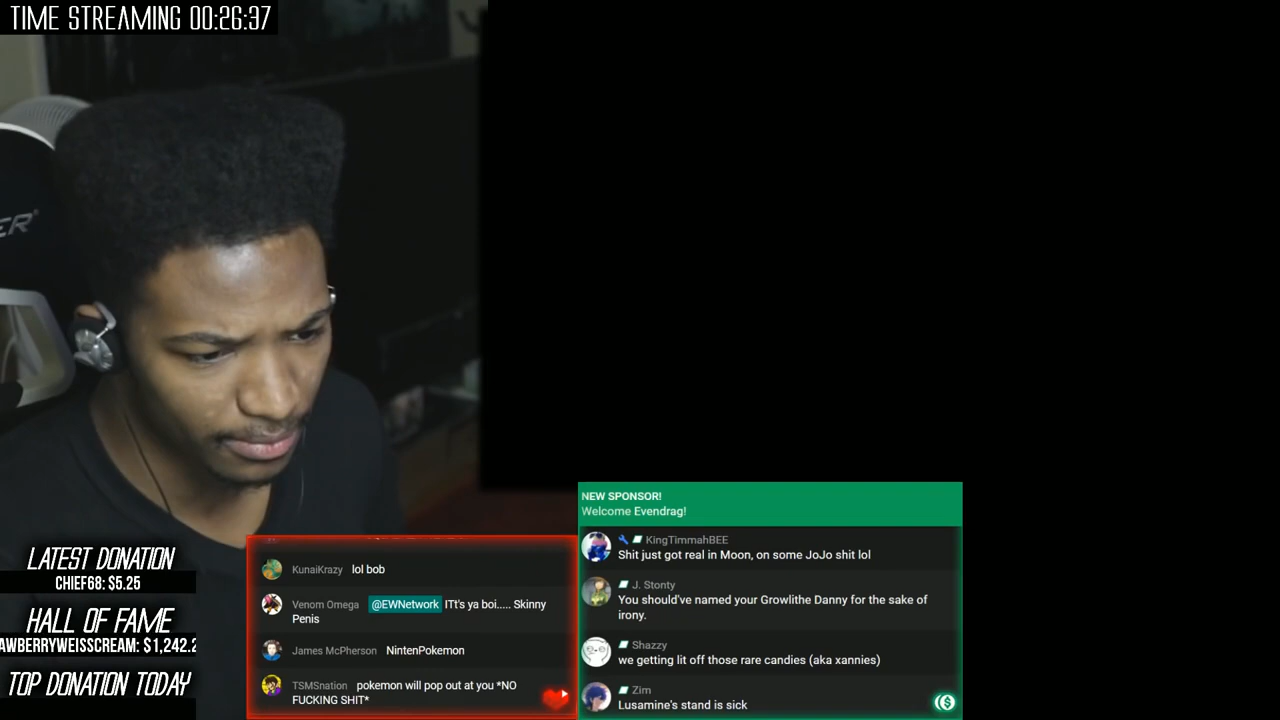 TIME STREAMING 00:26:37
ER
LATEST DONATION
CHIEF68: $5.25
HALL OF FAME
AWBERRYWEISSCREAM: $1,242.2
TOP DONATION TODAY
KunaiKrazy lol bob
Venom Omega @EWNetwork ITt's ya boi..... Skinny
Penis
James McPherson NintenPokemon
TSMSnation pokemon will pop out at you *NO
FUCKING SHIT*
NEW SPONSOR!
Welcome Evendrag!
KingTimmahBEE
Shit just got real in Moon, on some JoJo shit lol
J. Stonty
You should've named your Growlithe Danny for the sake of
irony.
Shazzy
we getting lit off those rare candies (aka xannies)
Zim
Lusamine's stand is sick